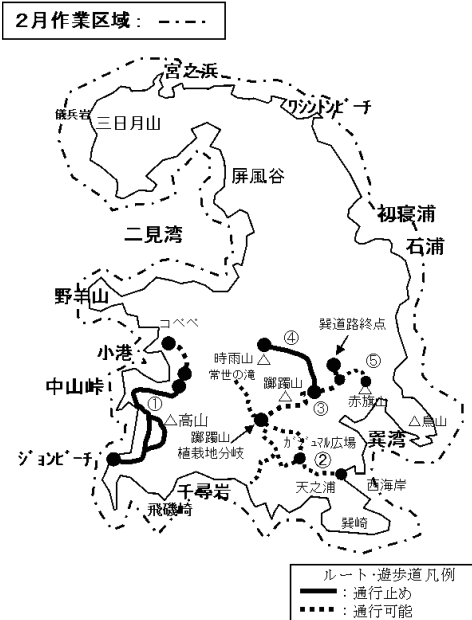 ２月作業区域：
宮之浜
ﾜｼﾝﾄﾝﾋﾞｰﾁ
儀兵岩
三日月山
屏風谷
初寝浦
二見湾
石浦
野羊山
コペペ
巽道路終点
小港
④
時雨山
⑤
常世の滝
中山峠
躑躅山
①
③
赤旗山
高山
鳥山
躑躅山
植栽地分岐
ｶﾞｼﾞｭﾏﾙ広場
巽湾
ｼﾞｮﾝﾋﾞｰﾁ
②
千尋岩
天之浦
西海岸
飛磯崎
巽崎
ルート・遊歩道凡例
：通行止め
：通行可能